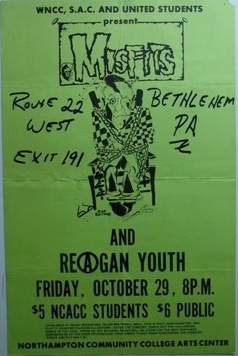 WNCC, S.A.C. AND UNITED STUDENTS
present
MISFITS
ROUTE 22
WEST
EXIT 191
BETHLEHEM
PA
AND
REAGAN YOUTH
FRIDAY, OCTOBER 29, 8P.M.
$5 NCACC STUDENTS $6 PUBLIC
NORTHAMPTON COMMUNITY COLLEGE ARTS CENTER